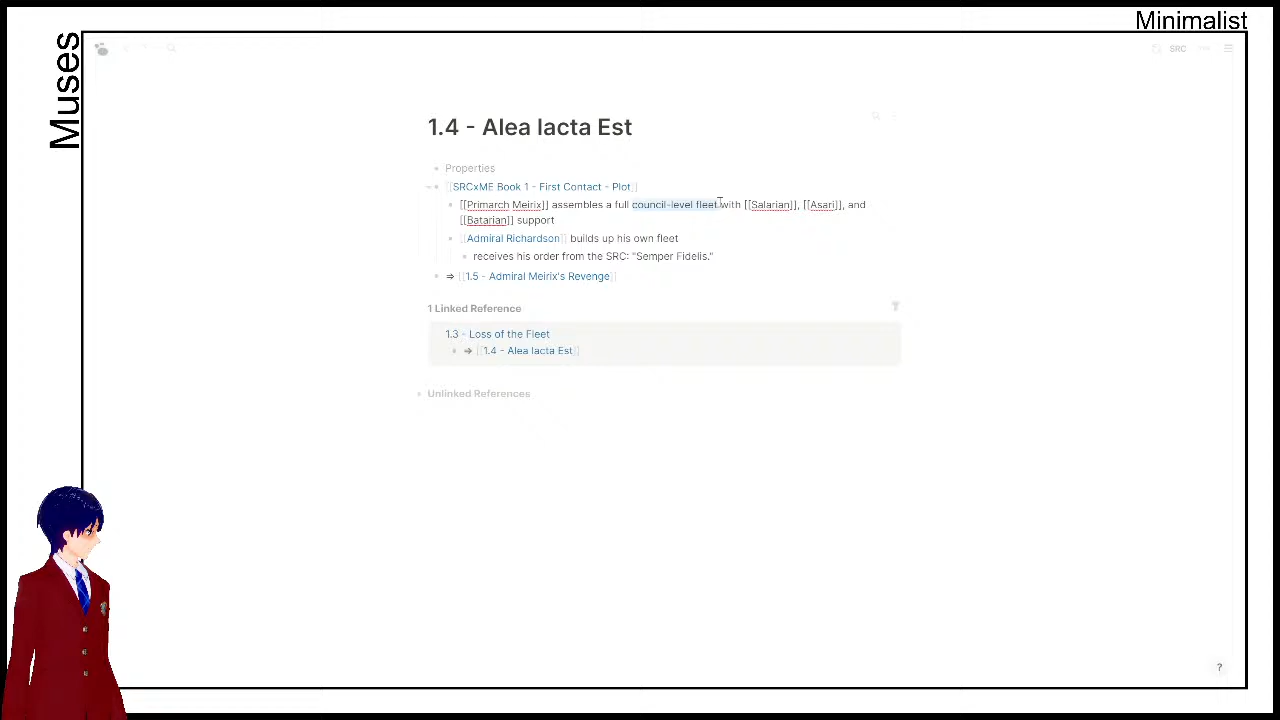 Minimalist
Muses
SRC
1.4 - Alea Iacta Est
Properties
[[SRCxME Book 1 - First Contact - Plot]]
[[Primarch Meirix]] assembles a full council-level fleet with [[Salarian]], [[Asari]], and
[[Batarian]] support
[[Admiral Richardson]] builds up his own fleet
receives his order from the SRC: "Semper Fidelis."
⇒ [[1.5 - Admiral Meirix's Revenge]]
1 Linked Reference
1.3 - Loss of the Fleet
⇒ [[1.4 - Alea Iacta Est]]
Unlinked References
?